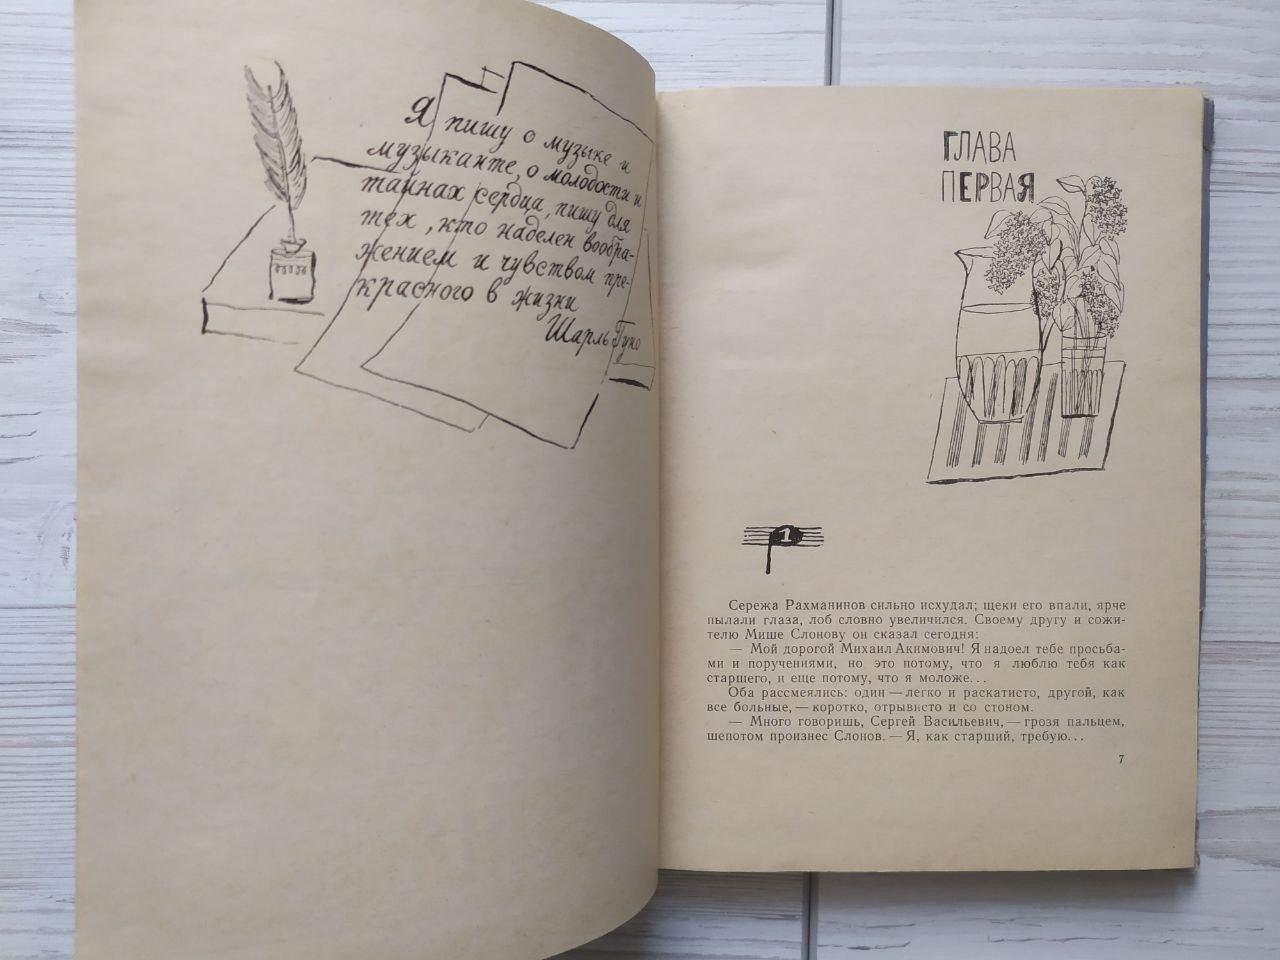 Я пишу о музыке и
музыканте, о молодости и
тайнах сердца, пишу для
тех, кто наделен вообра-
жением и чувством пре-
красного в жизни
Шарль Гуно
ГЛАВА
ПЕРВАЯ
1
Сережа Рахманинов сильно исхудал; щеки его впали, ярче
пылали глаза, лоб словно увеличился. Своему другу и сожи-
телю Мише Слонову он сказал сегодня:
— Мой дорогой Михаил Акимович! Я надоел тебе просьба-
ми и поручениями, но это потому, что я люблю тебя как
старшего, и еще потому, что я моложе...
Оба рассмеялись: один — легко и раскатисто, другой, как
все больные, — коротко, отрывисто и со стоном.
— Много говоришь, Сергей Васильевич, — грозя пальцем,
шепотом произнес Слонов. — Я, как старший, требую...
7